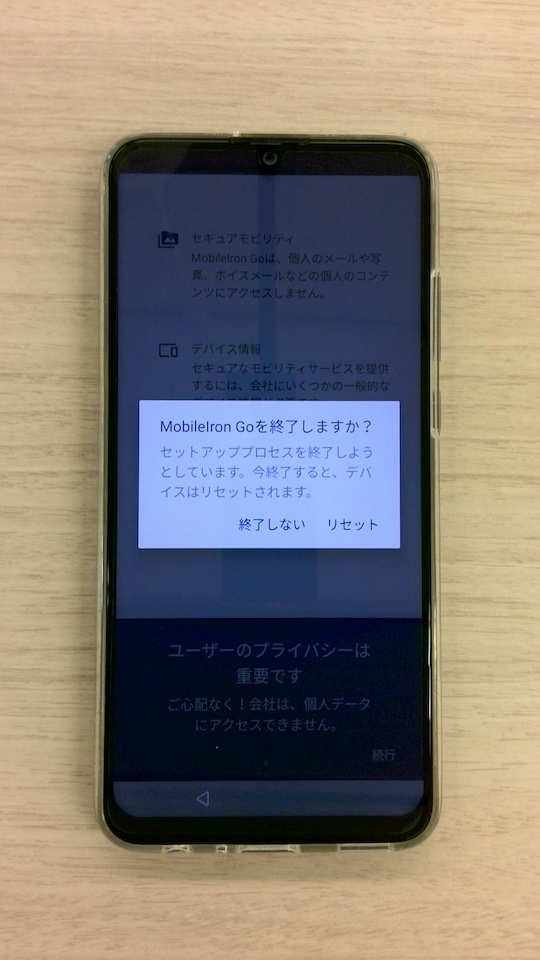 セキュアモビリティ
MobileIron Goは、個人のメールや写
真、ボイスメールなどの個人のコンテ
ンツにアクセスしません。
デバイス情報
セキュアなモビリティサービスを提供
するには、会社にいくつかの一般的な
MobileIron Goを終了しますか？
セットアッププロセスを終了しよう
としています。今終了すると、デバ
イスはリセットされます。
終了しない リセット
ユーザーのプライバシーは
重要です
ご心配なく！会社は、個人データ
にアクセスできません。
続行